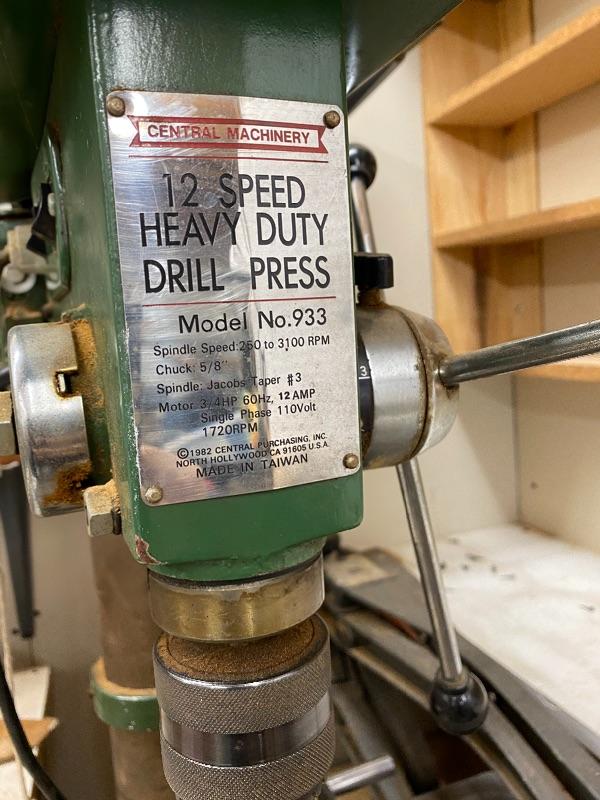 CENTRAL MACHINERY
12 SPEED
HEAVY DUTY
DRILL PRESS
Model No.933
Spindle Speed:250 to 3100 RPM
Chuck: 5/8"
Spindle: Jacobs Taper #3
Motor 3/4HP 60Hz, 12 AMP
Single Phase 110Volt
1720RPM
©1982 CENTRAL PURCHASING, INC.
NORTH HOLLYWOOD CA 91605 U.S.A.
MADE IN TAIWAN
3